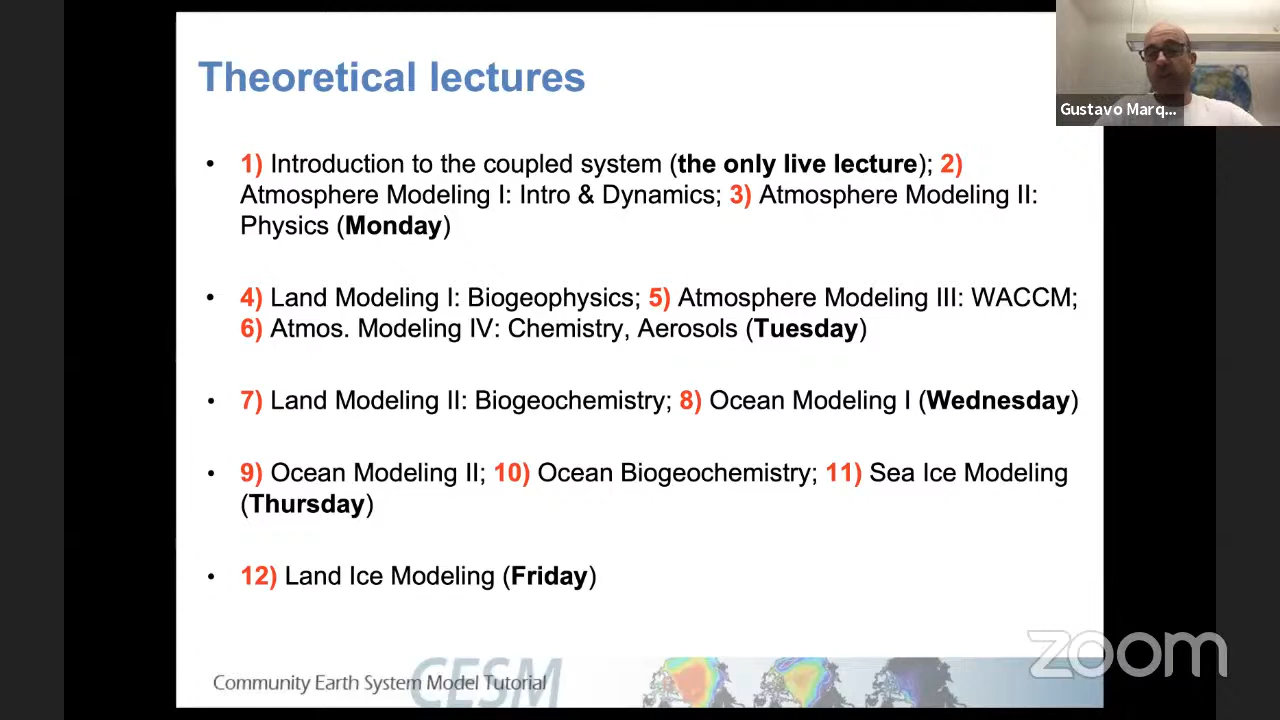 Theoretical lectures
Gustavo Marq...
• 1) Introduction to the coupled system (the only live lecture); 2)
Atmosphere Modeling I: Intro & Dynamics; 3) Atmosphere Modeling II:
Physics (Monday)
• 4) Land Modeling I: Biogeophysics; 5) Atmosphere Modeling III: WACCM;
6) Atmos. Modeling IV: Chemistry, Aerosols (Tuesday)
• 7) Land Modeling II: Biogeochemistry; 8) Ocean Modeling I (Wednesday)
• 9) Ocean Modeling II; 10) Ocean Biogeochemistry; 11) Sea Ice Modeling
(Thursday)
• 12) Land Ice Modeling (Friday)
zoom
CESM
Community Earth System Model Tutorial